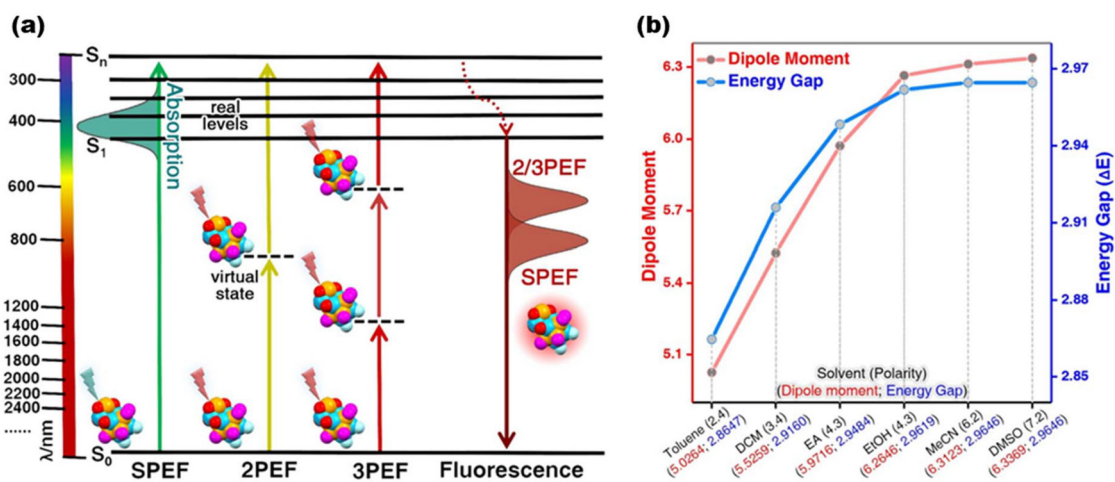 (a)
Sn
300
400
Absorption
real
levels
S1
2/3PEF
600
800
virtual
state
SPEF
1200
1400
1600
1800
2000
2200
2400
......
λ/nm
S0
SPEF 2PEF 3PEF Fluorescence
(b)
Dipole Moment
Energy Gap
6.3
6.0
5.7
5.4
5.1
Dipole Moment
2.97
2.94
2.91
2.88
2.85
Energy Gap (ΔE)
Solvent (Polarity)
(Dipole moment; Energy Gap)
Toluene (2.4)
(5.0264; 2.8647)
DCM (3.4)
(5.5259; 2.9160)
EA (4.3)
(5.9716; 2.9484)
EtOH (4.3)
(6.2646; 2.9619)
MeCN (6.2)
(6.3123; 2.9646)
DMSO (7.2)
(6.3369; 2.9646)